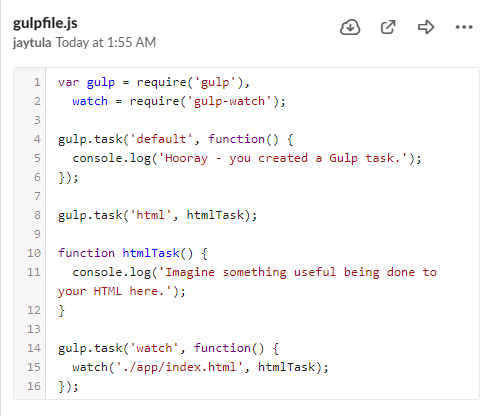 gulpfile.js
jaytula Today at 1:55 AM
1 var gulp = require('gulp'),
2   watch = require('gulp-watch');
3
4 gulp.task('default', function() {
5   console.log('Hooray - you created a Gulp task.');
6 });
7
8 gulp.task('html', htmlTask);
9
10 function htmlTask() {
11   console.log('Imagine something useful being done to
your HTML here.');
12 }
13
14 gulp.task('watch', function() {
15   watch('./app/index.html', htmlTask);
16 });